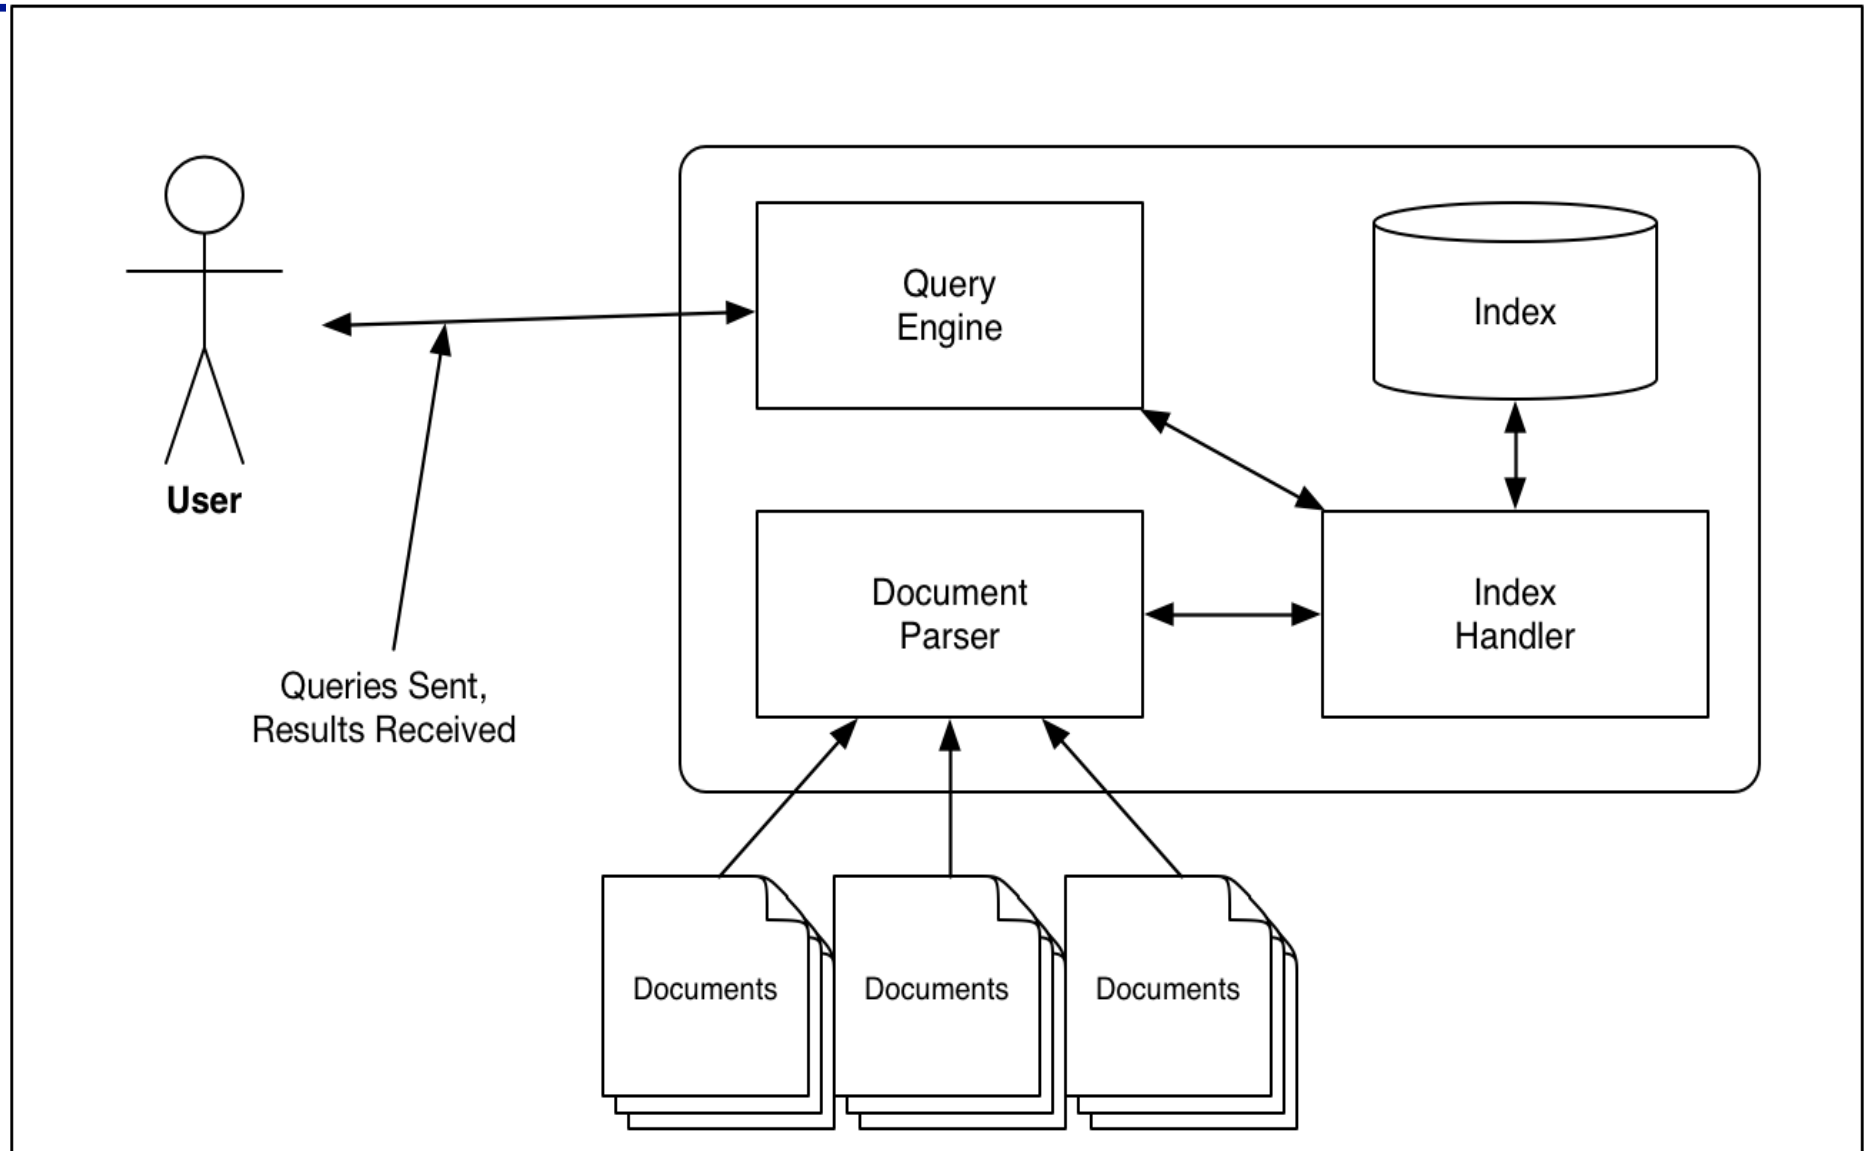 Query
Engine
Index
User
Document
Parser
Index
Handler
Queries Sent,
Results Received
Documents
Documents
Documents